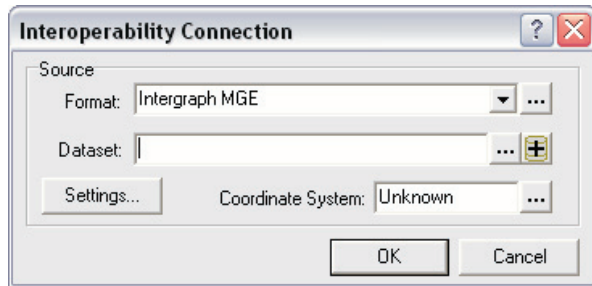 Interoperability Connection
Source
Format: Intergraph MGE ...
Dataset: ...
Settings... Coordinate System: Unknown ...
OK Cancel